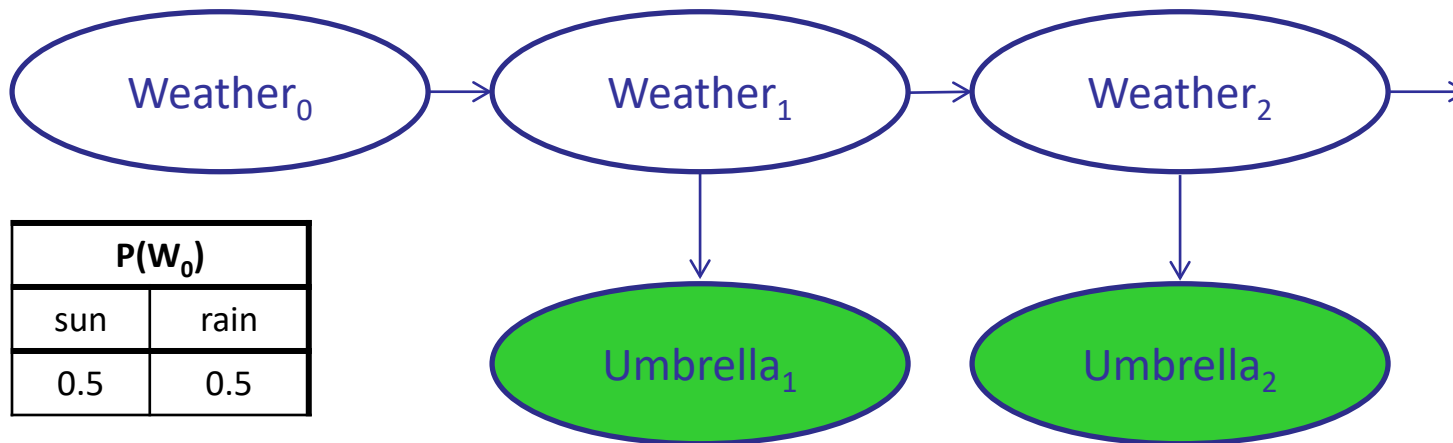 Weather₀ Weather₁ Weather₂
P(W₀)
sun rain
0.5 0.5
Umbrella₁ Umbrella₂